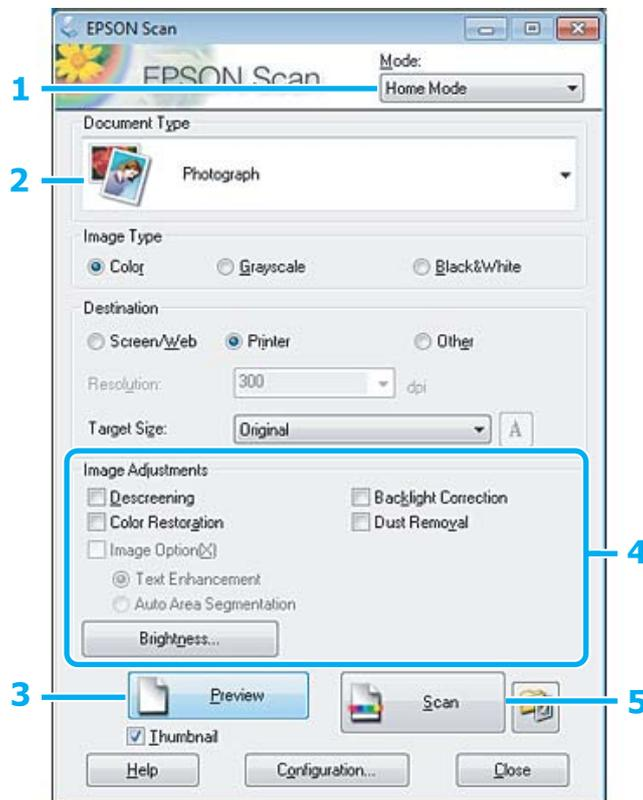 EPSON Scan
EPSON Scan
Mode:
1
Home Mode
Document Type
2
Photograph
Image Type
Color
Grayscale
Black&White
Destination
Screen/Web
Printer
Other
Resolution:
300
dpi
Target Size:
Original
A
Image Adjustments
Descreening
Backlight Correction
Color Restoration
Dust Removal
Image Option(X)
4
Text Enhancement
Auto Area Segmentation
Brightness...
3
Preview
Scan
5
Thumbnail
Help
Configuration...
Close